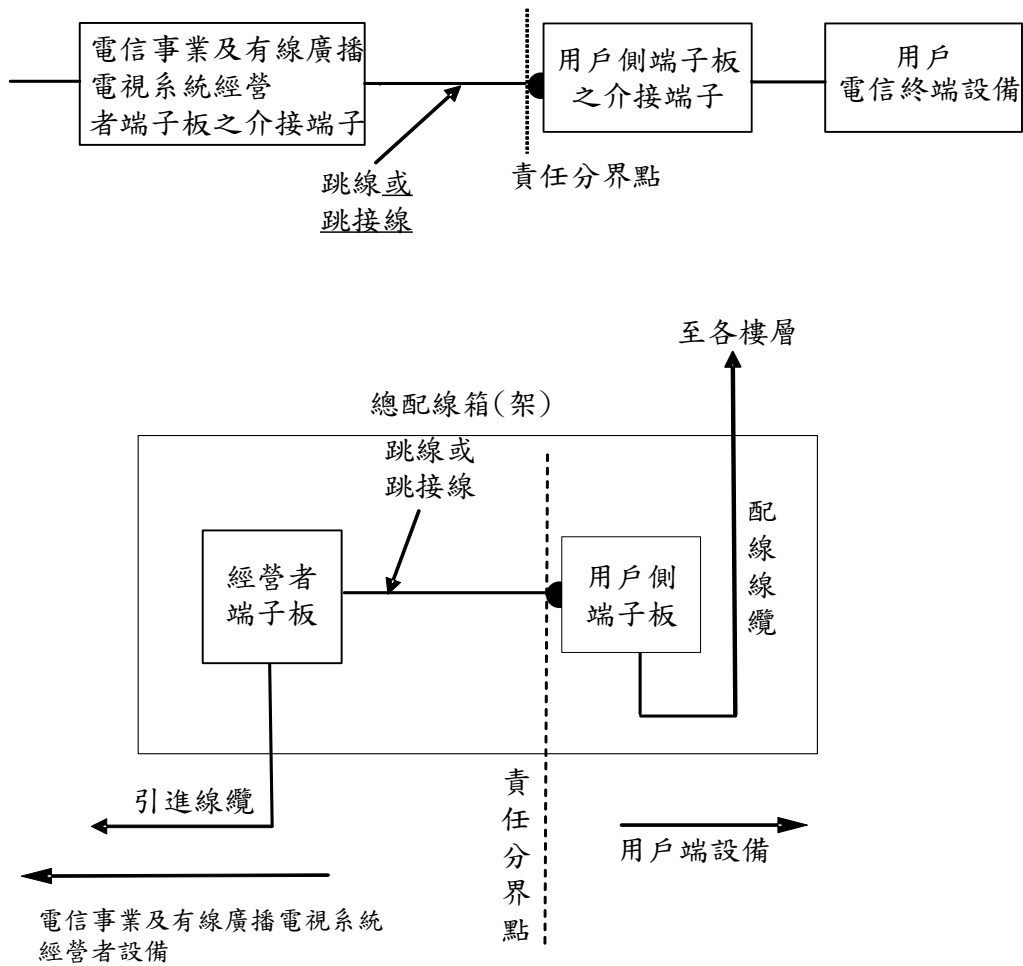 電信事業及有線廣播
電視系統經營
者端子板之介接端子
用戶側端子板
之介接端子
用戶
電信終端設備
跳線或
跳接線
責任分界點
至各樓層
總配線箱(架)
跳線或
跳接線
經營者
端子板
用戶側
端子板
配線線纜
引進線纜
責任分界點
用戶端設備
電信事業及有線廣播電視系統
經營者設備